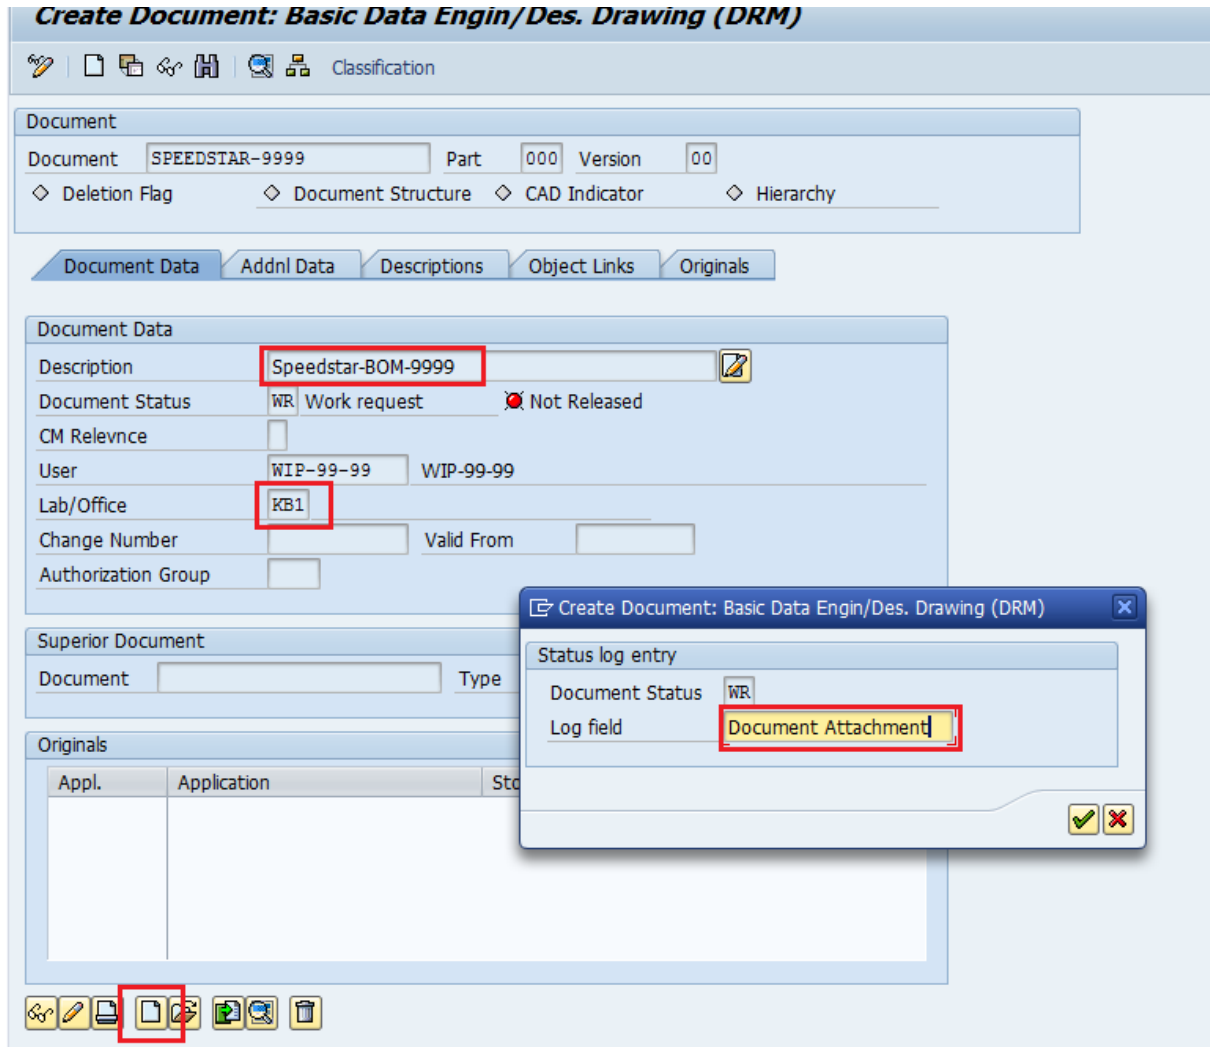 Create Document: Basic Data Engin/Des. Drawing (DRM)
Classification
Document
Document SPEEDSTAR-9999 Part 000 Version 00
Deletion Flag Document Structure CAD Indicator Hierarchy
Document Data Addnl Data Descriptions Object Links Originals
Document Data
Description Speedstar-BOM-9999
Document Status WR Work request Not Released
CM Relevnce
User WIP-99-99 WIP-99-99
Lab/Office KB1
Change Number Valid From
Authorization Group
Create Document: Basic Data Engin/Des. Drawing (DRM)
Status log entry
Document Status WR
Log field Document Attachment
Superior Document
Document Type
Originals
Appl. Application Sto